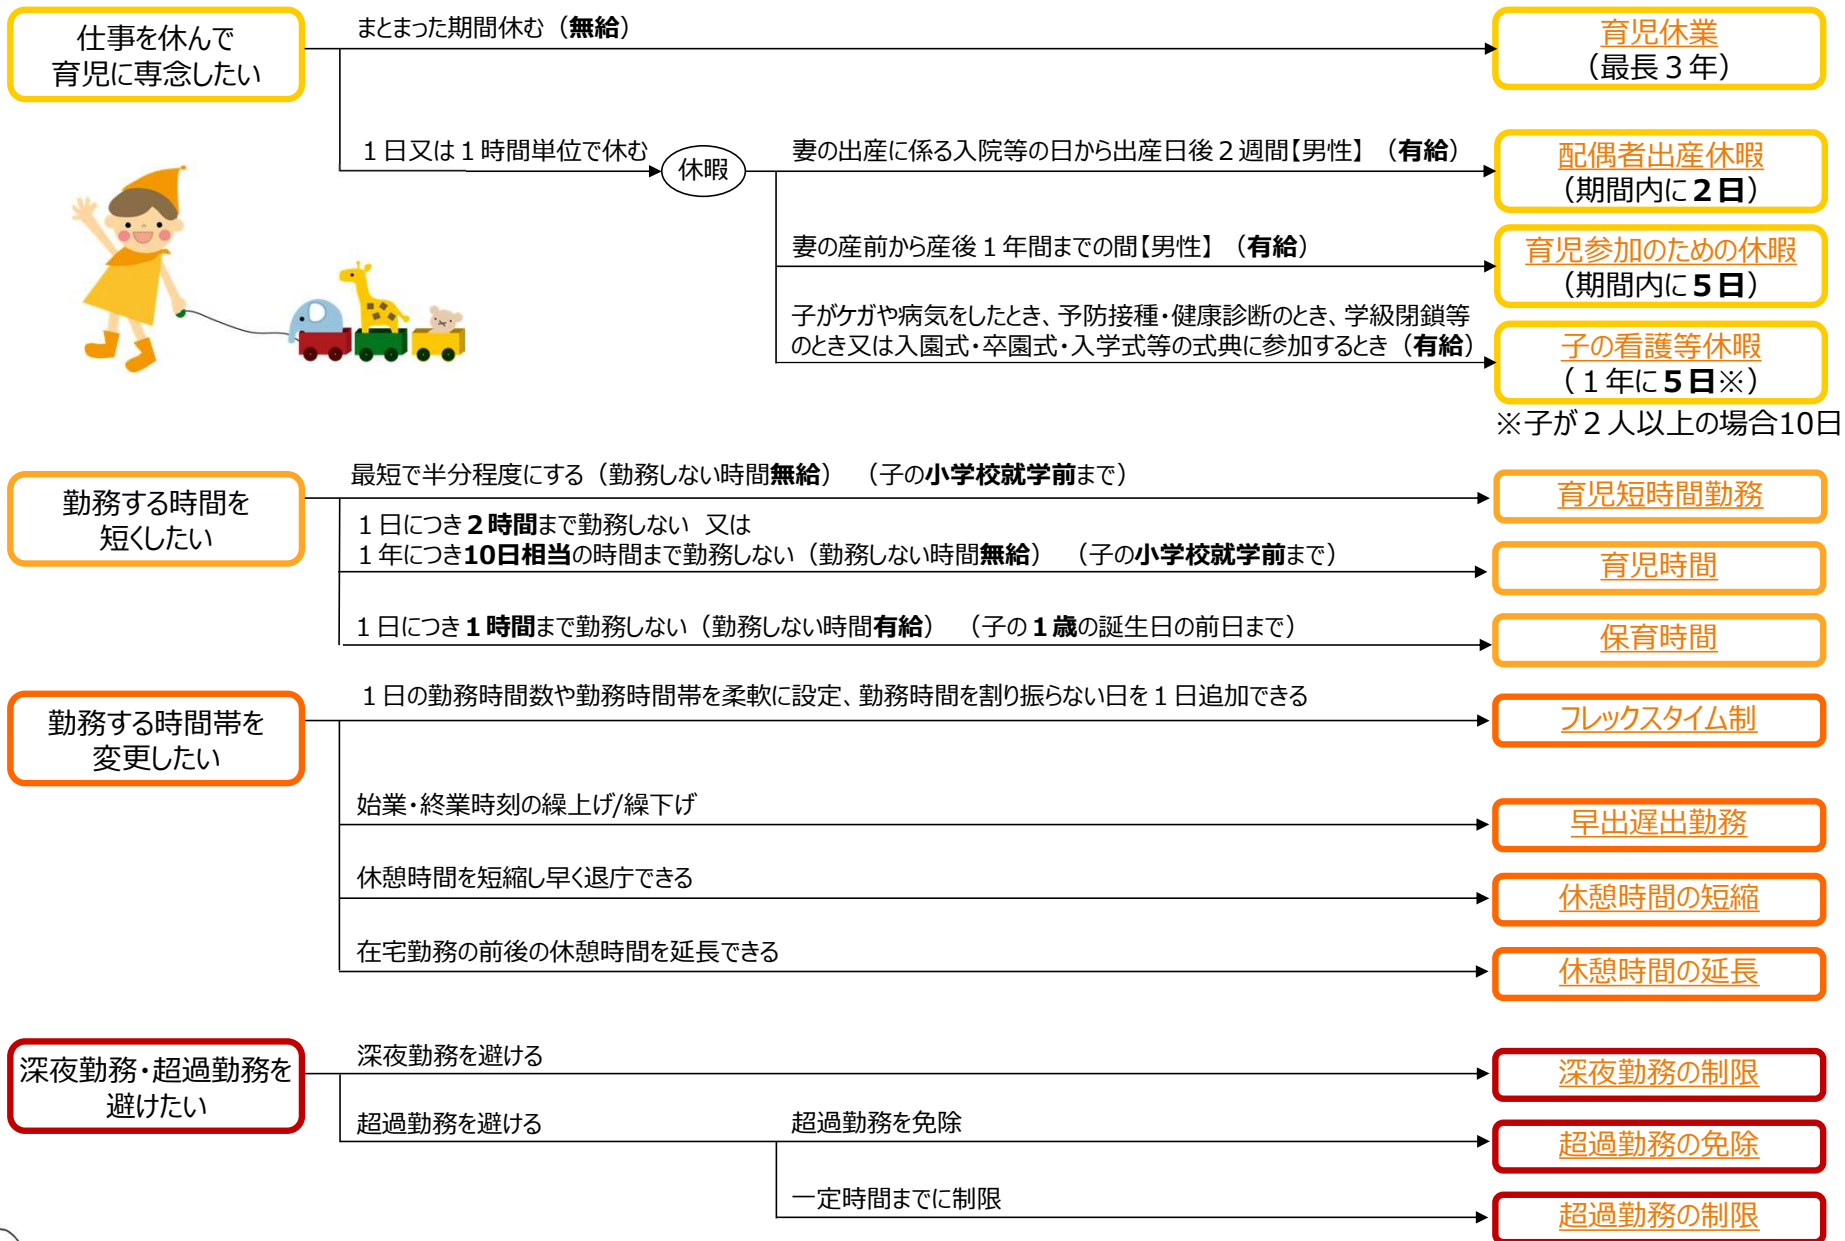 仕事を休んで
育児に専念したい
まとまった期間休む（無給）
育児休業
（最長３年）
１日又は１時間単位で休む
休暇
妻の出産に係る入院等の日から出産日後２週間【男性】（有給）
配偶者出産休暇
（期間内に２日）
妻の産前から産後１年間までの間【男性】（有給）
育児参加のための休暇
（期間内に５日）
子がケガや病気をしたとき、予防接種・健康診断のとき、学級閉鎖等
のとき又は入園式・卒園式・入学式等の式典に参加するとき（有給）
子の看護等休暇
（１年に５日※）
※子が２人以上の場合10日
勤務する時間を
短くしたい
最短で半分程度にする（勤務しない時間無給）　（子の小学校就学前まで）
育児短時間勤務
１日につき２時間まで勤務しない 又は
１年につき10日相当の時間まで勤務しない（勤務しない時間無給）　（子の小学校就学前まで）
育児時間
１日につき１時間まで勤務しない（勤務しない時間有給）　（子の１歳の誕生日の前日まで）
保育時間
勤務する時間帯を
変更したい
１日の勤務時間数や勤務時間帯を柔軟に設定、勤務時間を割り振らない日を１日追加できる
フレックスタイム制
始業・終業時刻の繰上げ/繰下げ
早出遅出勤務
休憩時間を短縮し早く退庁できる
休憩時間の短縮
在宅勤務の前後の休憩時間を延長できる
休憩時間の延長
深夜勤務・超過勤務を
避けたい
深夜勤務を避ける
深夜勤務の制限
超過勤務を避ける
超過勤務を免除
超過勤務の免除
一定時間までに制限
超過勤務の制限